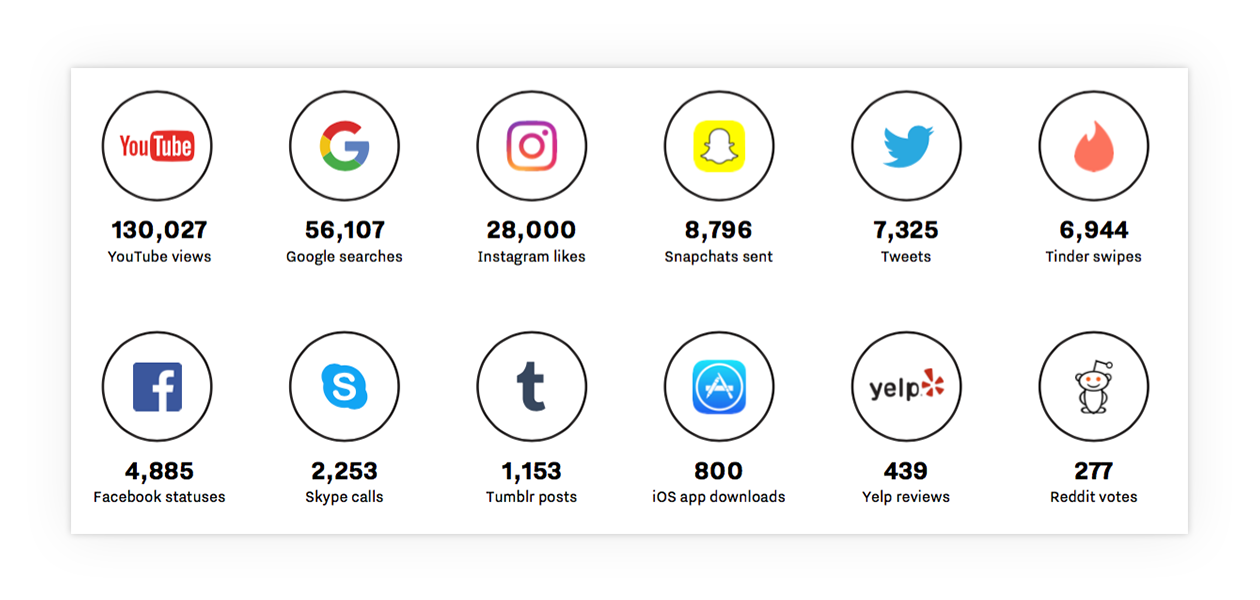 YouTube
G
130,027
YouTube views
56,107
Google searches
28,000
Instagram likes
8,796
Snapchats sent
7,325
Tweets
6,944
Tinder swipes
f
S
t
yelp
4,885
Facebook statuses
2,253
Skype calls
1,153
Tumblr posts
800
iOS app downloads
439
Yelp reviews
277
Reddit votes